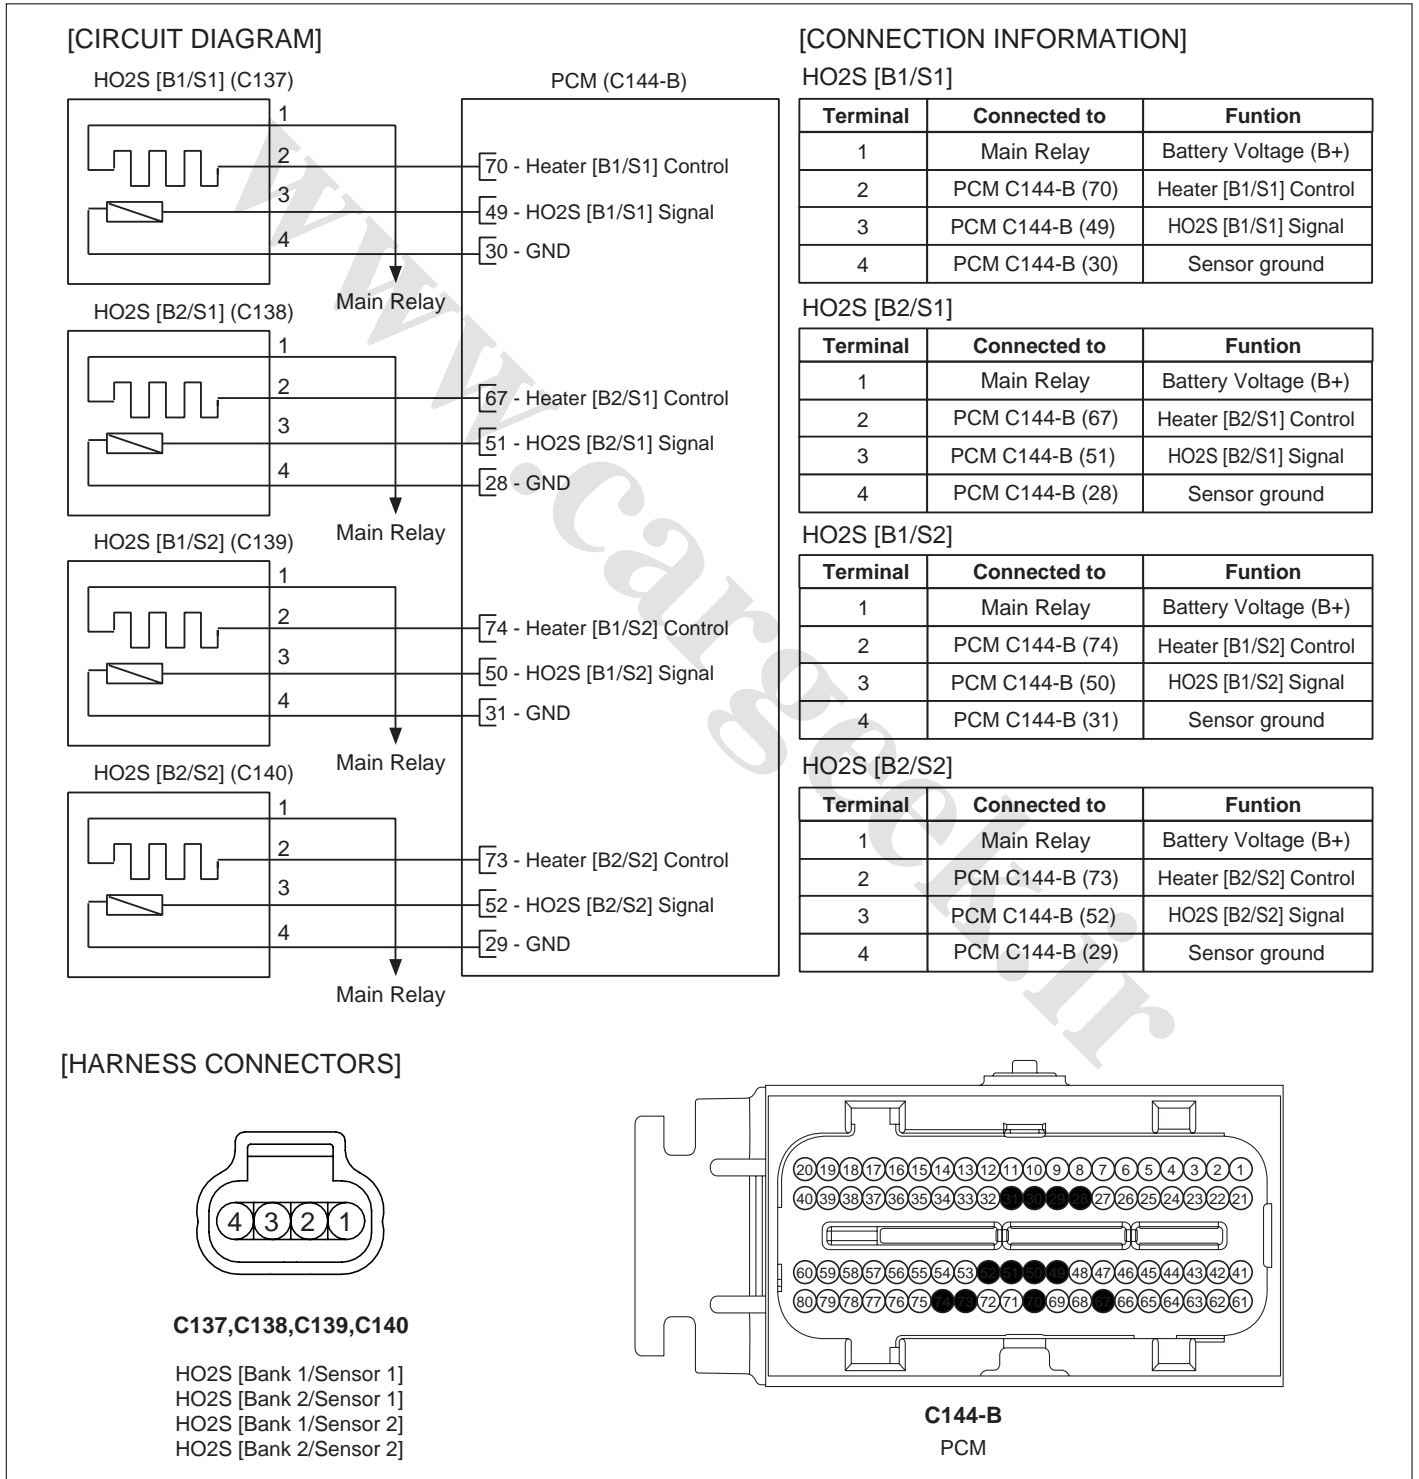 [CIRCUIT DIAGRAM]
HO2S [B1/S1] (C137)
PCM (C144-B)
1
2
3
4
70 - Heater [B1/S1] Control
49 - HO2S [B1/S1] Signal
30 - GND
Main Relay
HO2S [B2/S1] (C138)
1
2
3
4
67 - Heater [B2/S1] Control
51 - HO2S [B2/S1] Signal
28 - GND
Main Relay
HO2S [B1/S2] (C139)
1
2
3
4
74 - Heater [B1/S2] Control
50 - HO2S [B1/S2] Signal
31 - GND
Main Relay
HO2S [B2/S2] (C140)
1
2
3
4
73 - Heater [B2/S2] Control
52 - HO2S [B2/S2] Signal
29 - GND
Main Relay
[CONNECTION INFORMATION]
HO2S [B1/S1]
Terminal Connected to Funtion
1 Main Relay Battery Voltage (B+)
2 PCM C144-B (70) Heater [B1/S1] Control
3 PCM C144-B (49) HO2S [B1/S1] Signal
4 PCM C144-B (30) Sensor ground
HO2S [B2/S1]
Terminal Connected to Funtion
1 Main Relay Battery Voltage (B+)
2 PCM C144-B (67) Heater [B2/S1] Control
3 PCM C144-B (51) HO2S [B2/S1] Signal
4 PCM C144-B (28) Sensor ground
HO2S [B1/S2]
Terminal Connected to Funtion
1 Main Relay Battery Voltage (B+)
2 PCM C144-B (74) Heater [B1/S2] Control
3 PCM C144-B (50) HO2S [B1/S2] Signal
4 PCM C144-B (31) Sensor ground
HO2S [B2/S2]
Terminal Connected to Funtion
1 Main Relay Battery Voltage (B+)
2 PCM C144-B (73) Heater [B2/S2] Control
3 PCM C144-B (52) HO2S [B2/S2] Signal
4 PCM C144-B (29) Sensor ground
www.cargeek.ir
[HARNESS CONNECTORS]
4 3 2 1
C137,C138,C139,C140
HO2S [Bank 1/Sensor 1]
HO2S [Bank 2/Sensor 1]
HO2S [Bank 1/Sensor 2]
HO2S [Bank 2/Sensor 2]
20 19 18 17 16 15 14 13 12 11 10 9 8 7 6 5 4 3 2 1
40 39 38 37 36 35 34 33 32 31 30 29 28 27 26 25 24 23 22 21
60 59 58 57 56 55 54 53 52 51 50 49 48 47 46 45 44 43 42 41
80 79 78 77 76 75 74 73 72 71 70 69 68 67 66 65 64 63 62 61
C144-B
PCM